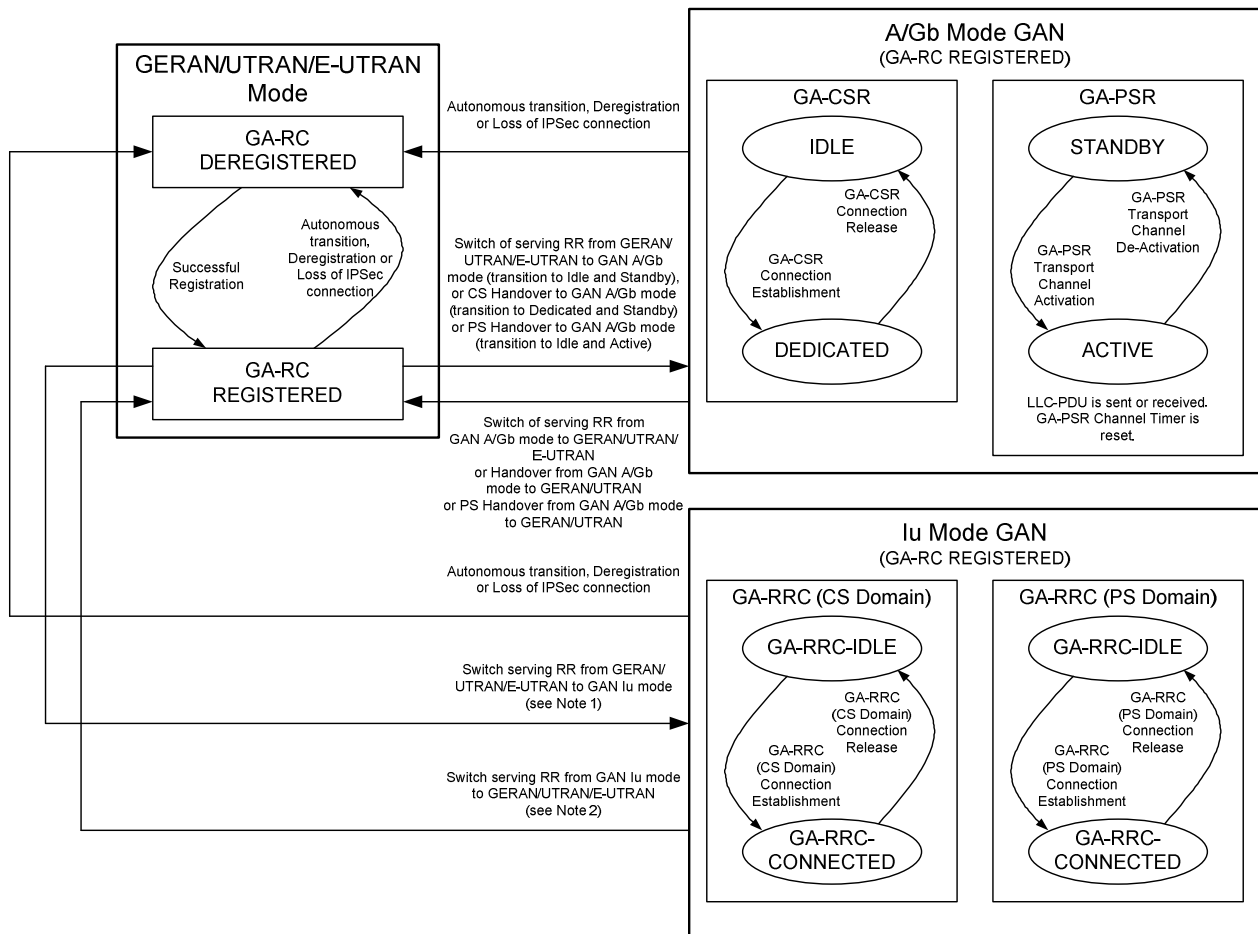 GERAN/UTRAN/E-UTRAN
Mode
GA-RC
DEREGISTERED
Successful
Registration
Autonomous
transition,
Deregistration or
Loss of IPSec
connection
GA-RC
REGISTERED
Autonomous transition, Deregistration
or Loss of IPSec connection
Switch of serving RR from GERAN/
UTRAN/E-UTRAN to GAN A/Gb
mode (transition to Idle and Standby),
or CS Handover to GAN A/Gb mode
(transition to Dedicated and Standby)
or PS Handover to GAN A/Gb mode
(transition to Idle and Active)
Switch of serving RR from
GAN A/Gb mode to GERAN/UTRAN/
E-UTRAN
or Handover from GAN A/Gb
mode to GERAN/UTRAN
or PS Handover from GAN A/Gb mode
to GERAN/UTRAN
Autonomous transition, Deregistration
or Loss of IPSec connection
Switch serving RR from GERAN/
UTRAN/E-UTRAN to GAN Iu mode
(see Note 1)
Switch serving RR from GAN Iu mode
to GERAN/UTRAN/E-UTRAN
(see Note 2)
A/Gb Mode GAN
(GA-RC REGISTERED)
GA-CSR
IDLE
GA-CSR
Connection
Release
GA-CSR
Connection
Establishment
DEDICATED
GA-PSR
STANDBY
GA-PSR
Transport
Channel
De-Activation
GA-PSR
Transport
Channel
Activation
ACTIVE
LLC-PDU is sent or received.
GA-PSR Channel Timer is
reset.
Iu Mode GAN
(GA-RC REGISTERED)
GA-RRC (CS Domain)
GA-RRC-IDLE
GA-RRC
(CS Domain)
Connection
Release
GA-RRC
(CS Domain)
Connection
Establishment
GA-RRC-
CONNECTED
GA-RRC (PS Domain)
GA-RRC-IDLE
GA-RRC
(PS Domain)
Connection
Release
GA-RRC
(PS Domain)
Connection
Establishment
GA-RRC-
CONNECTED